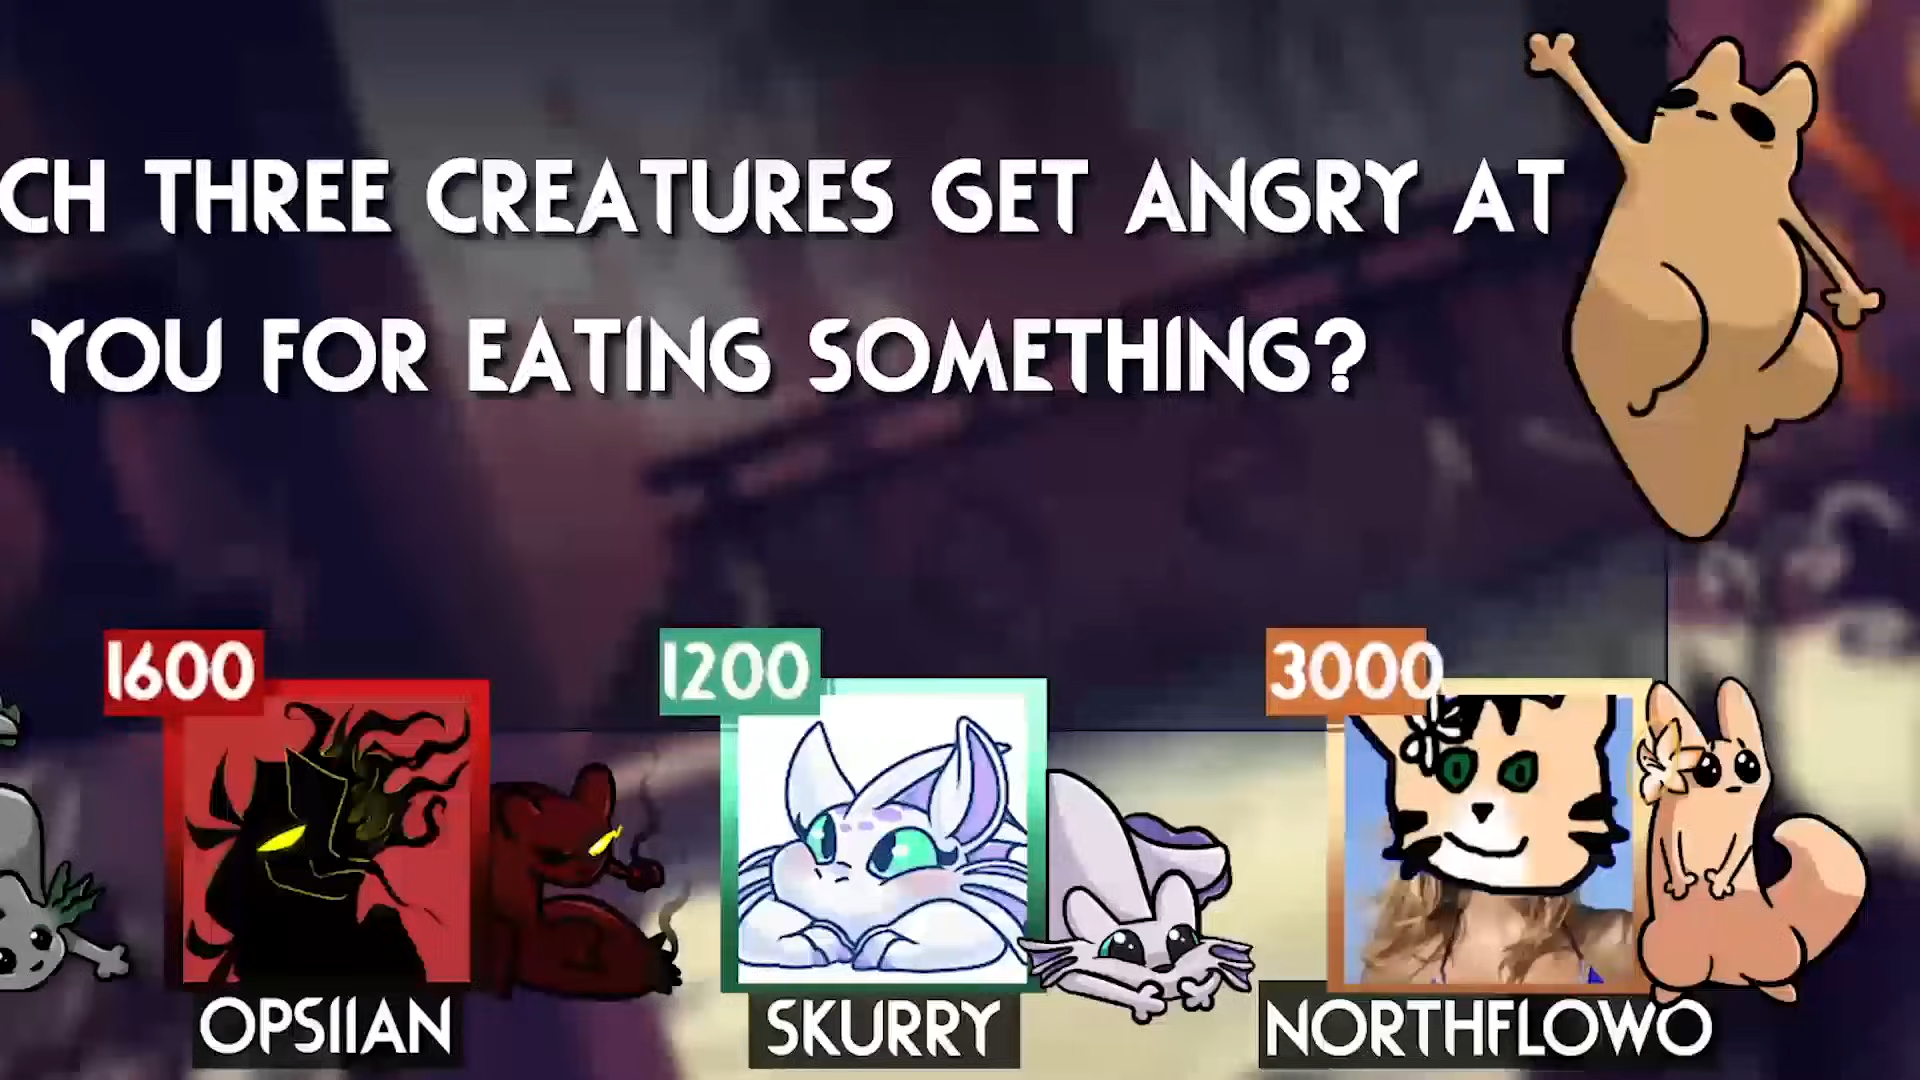 CH THREE CREATURES GET ANGRY AT
YOU FOR EATING SOMETHING?
1600
1200
3000
OPSIIAN
SKURRY
NORTHFLOWO